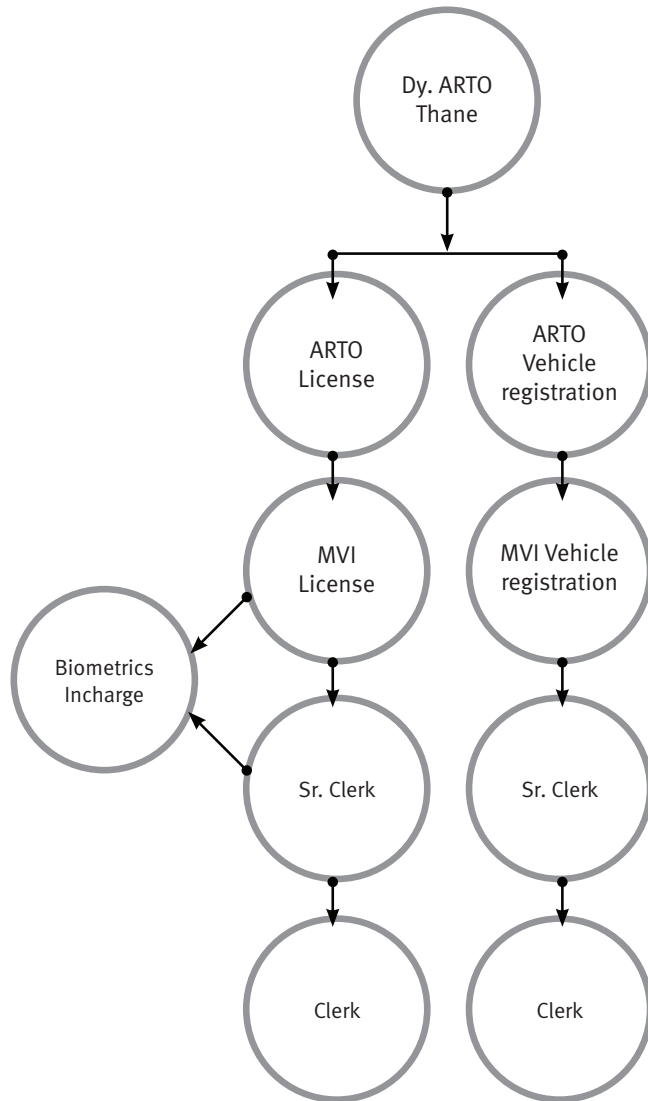 Dy. ARTO
Thane
ARTO
License
ARTO
Vehicle
registration
MVI
License
MVI Vehicle
registration
Biometrics
Incharge
Sr. Clerk
Sr. Clerk
Clerk
Clerk